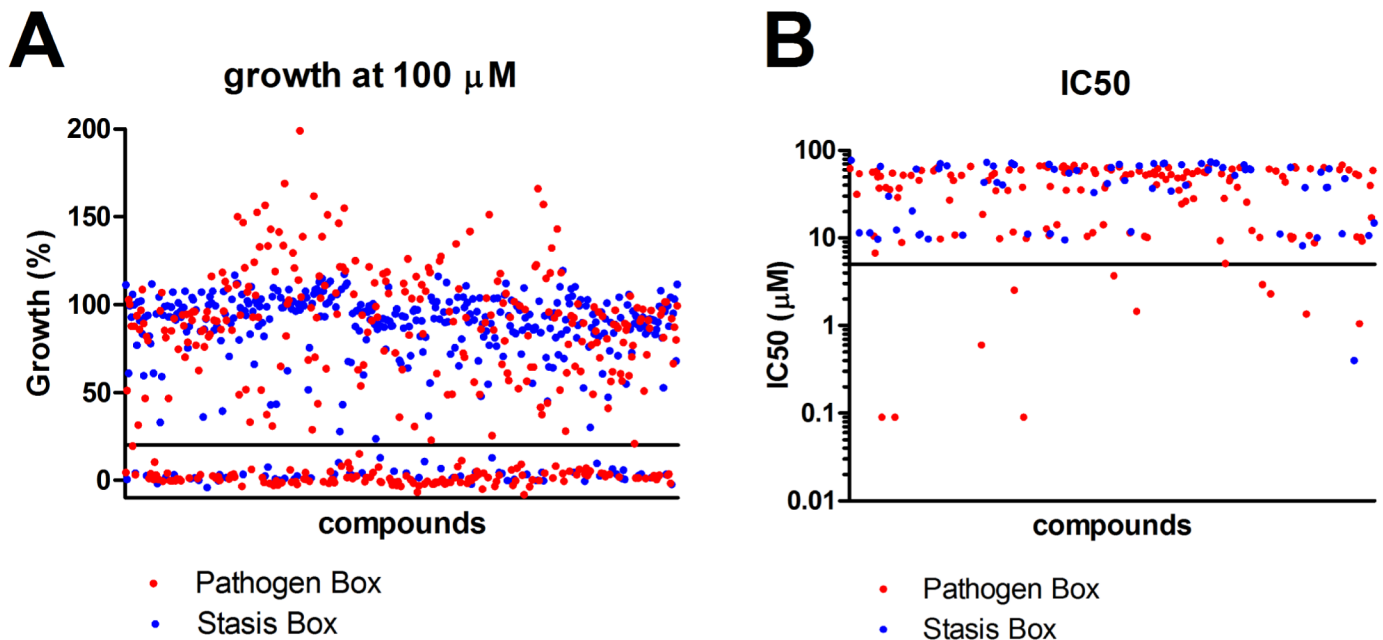 A
growth at 100 μM
Growth (%)
200
150
100
50
0
compounds
Pathogen Box
Stasis Box
B
IC50
IC50 (μM)
100
10
1
0.1
0.01
compounds
Pathogen Box
Stasis Box